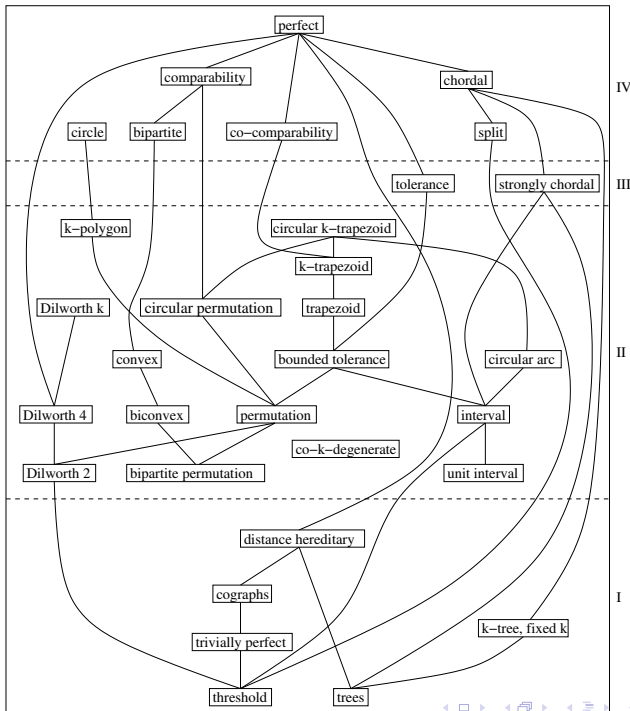 perfect
comparability
chordal
IV
circle
bipartite
co−comparability
split
tolerance
strongly chordal
III
k−polygon
circular k−trapezoid
k−trapezoid
Dilworth k
circular permutation
trapezoid
convex
bounded tolerance
circular arc
II
Dilworth 4
biconvex
permutation
interval
co−k−degenerate
Dilworth 2
bipartite permutation
unit interval
distance hereditary
cographs
I
k−tree, fixed k
trivially perfect
threshold
trees